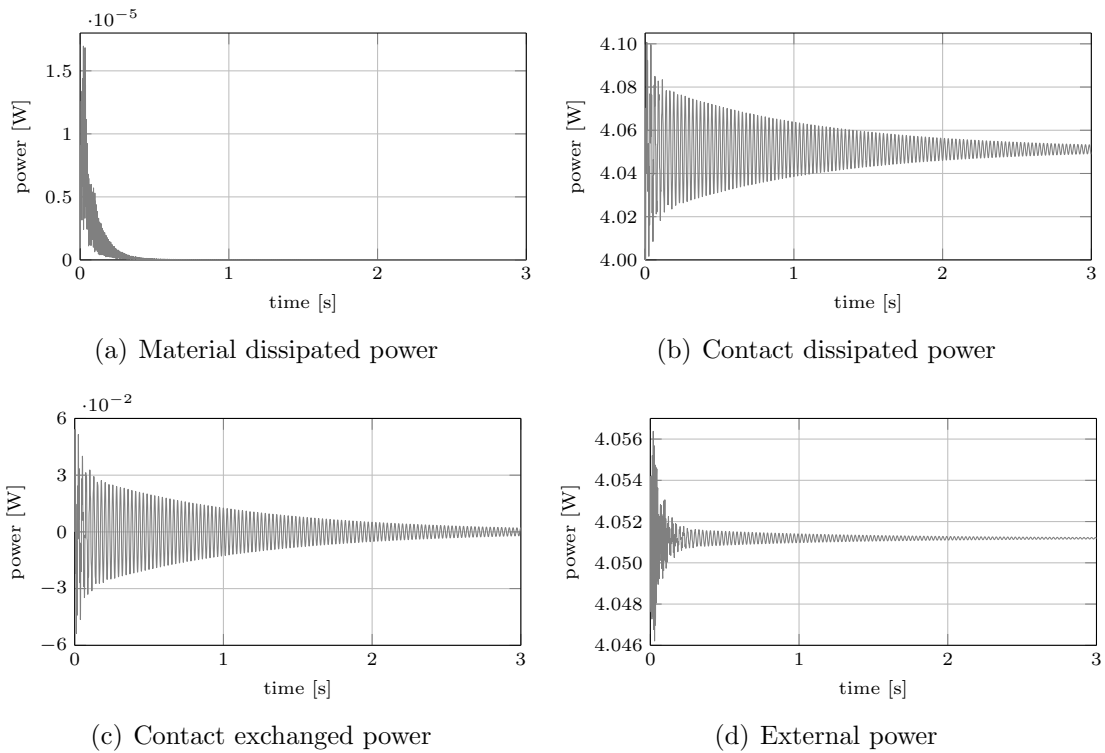 ·10⁻⁵
1.5
1
0.5
0
power [W]
0 1 2 3
time [s]
(a) Material dissipated power
4.10
4.08
4.06
4.04
4.02
4.00
power [W]
0 1 2 3
time [s]
(b) Contact dissipated power
·10⁻²
6
3
0
−3
−6
power [W]
0 1 2 3
time [s]
(c) Contact exchanged power
4.056
4.054
4.052
4.050
4.048
4.046
power [W]
0 1 2 3
time [s]
(d) External power